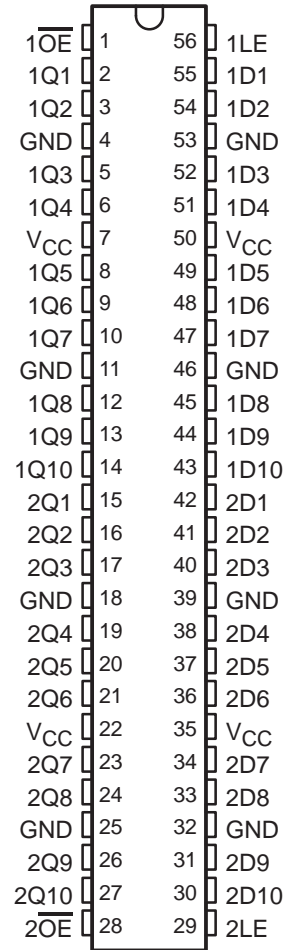 1O̅E̅ 1 56 1LE
1Q1 2 55 1D1
1Q2 3 54 1D2
GND 4 53 GND
1Q3 5 52 1D3
1Q4 6 51 1D4
VCC 7 50 VCC
1Q5 8 49 1D5
1Q6 9 48 1D6
1Q7 10 47 1D7
GND 11 46 GND
1Q8 12 45 1D8
1Q9 13 44 1D9
1Q10 14 43 1D10
2Q1 15 42 2D1
2Q2 16 41 2D2
2Q3 17 40 2D3
GND 18 39 GND
2Q4 19 38 2D4
2Q5 20 37 2D5
2Q6 21 36 2D6
VCC 22 35 VCC
2Q7 23 34 2D7
2Q8 24 33 2D8
GND 25 32 GND
2Q9 26 31 2D9
2Q10 27 30 2D10
2O̅E̅ 28 29 2LE